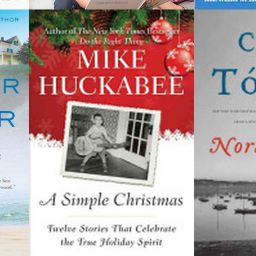 THOR
R
R
Author of The New York Times Bestseller
Do the Right Thing
MIKE
HUCKABEE
A Simple Christmas
Twelve Stories That Celebrate
the True Holiday Spirit
C
TÓ
Nor